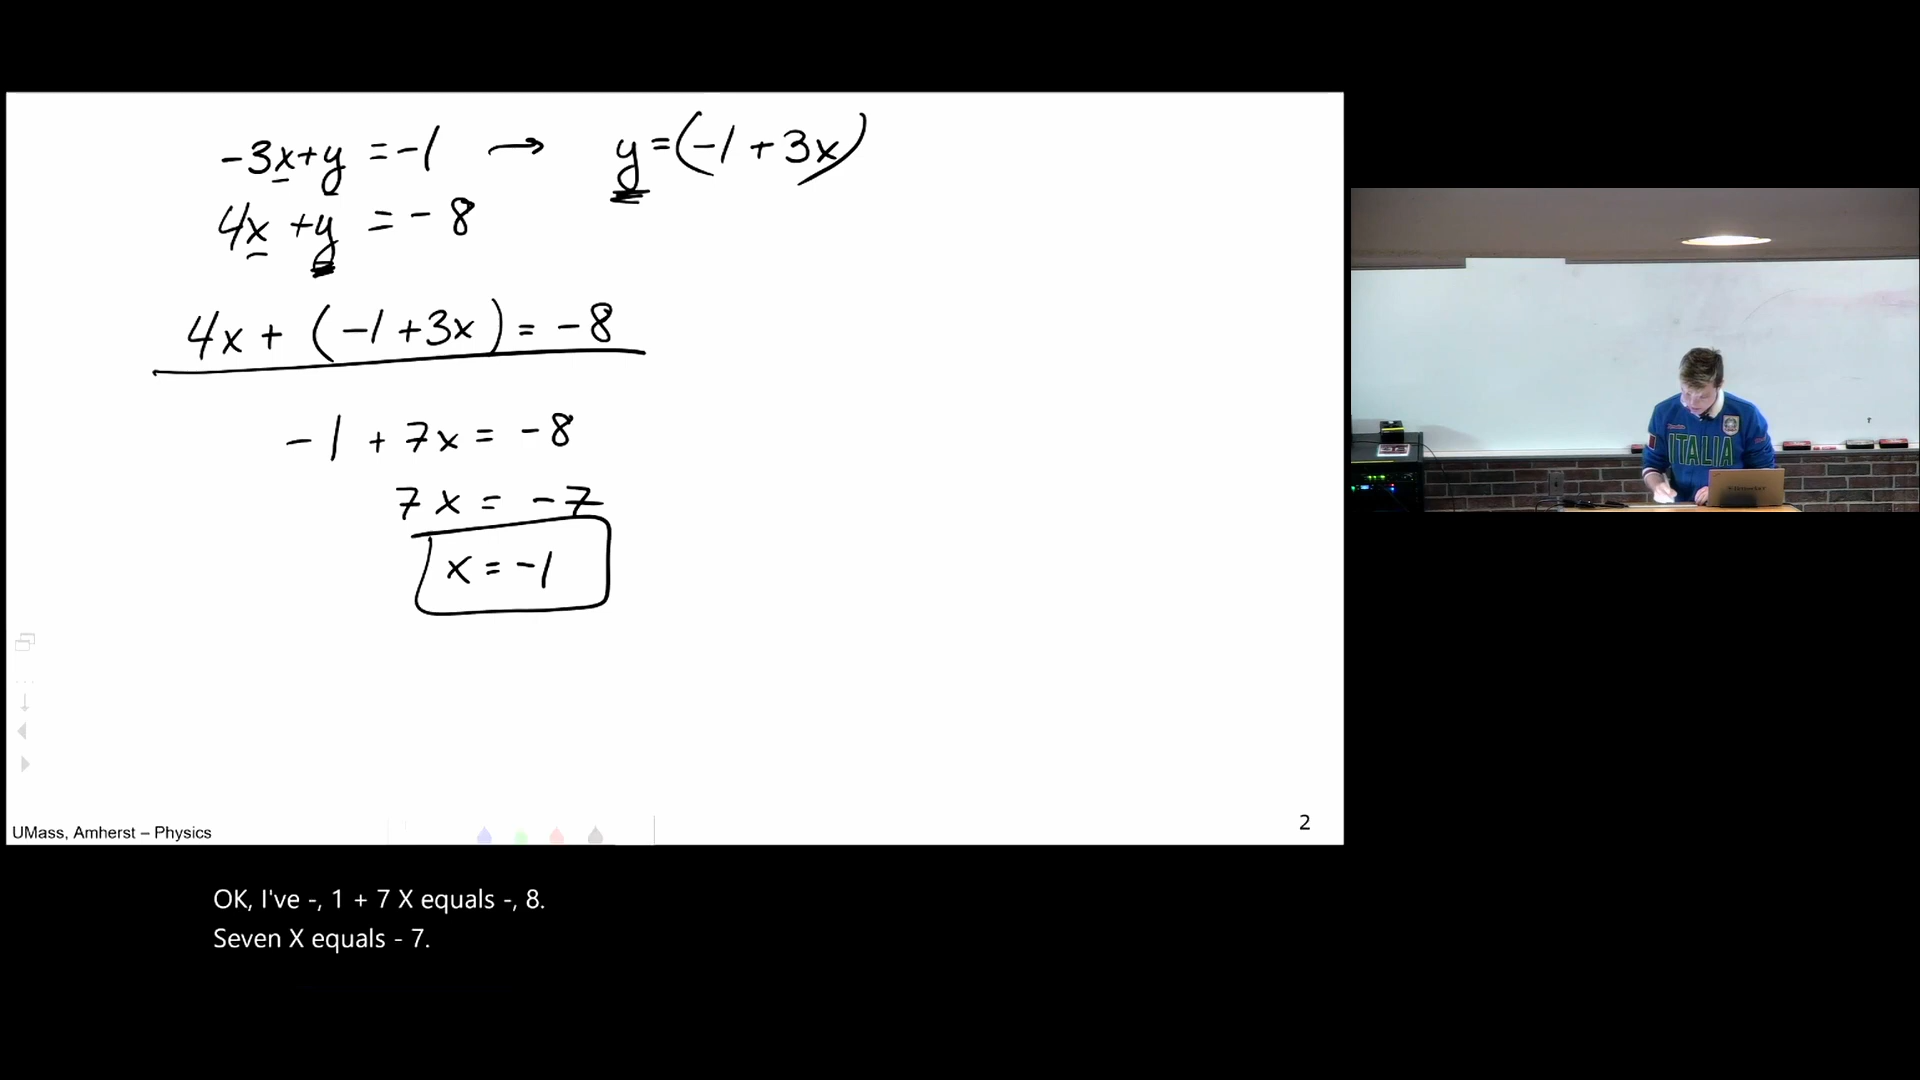 -3x+y = -1 → y = (-1 + 3x)
4x + y = - 8
4x + (-1 + 3x) = - 8
-1 + 7x = - 8
7x = - 7
x = -1
UMass, Amherst – Physics
2
OK, I've -, 1 + 7 X equals -, 8.
Seven X equals - 7.
ITALIA